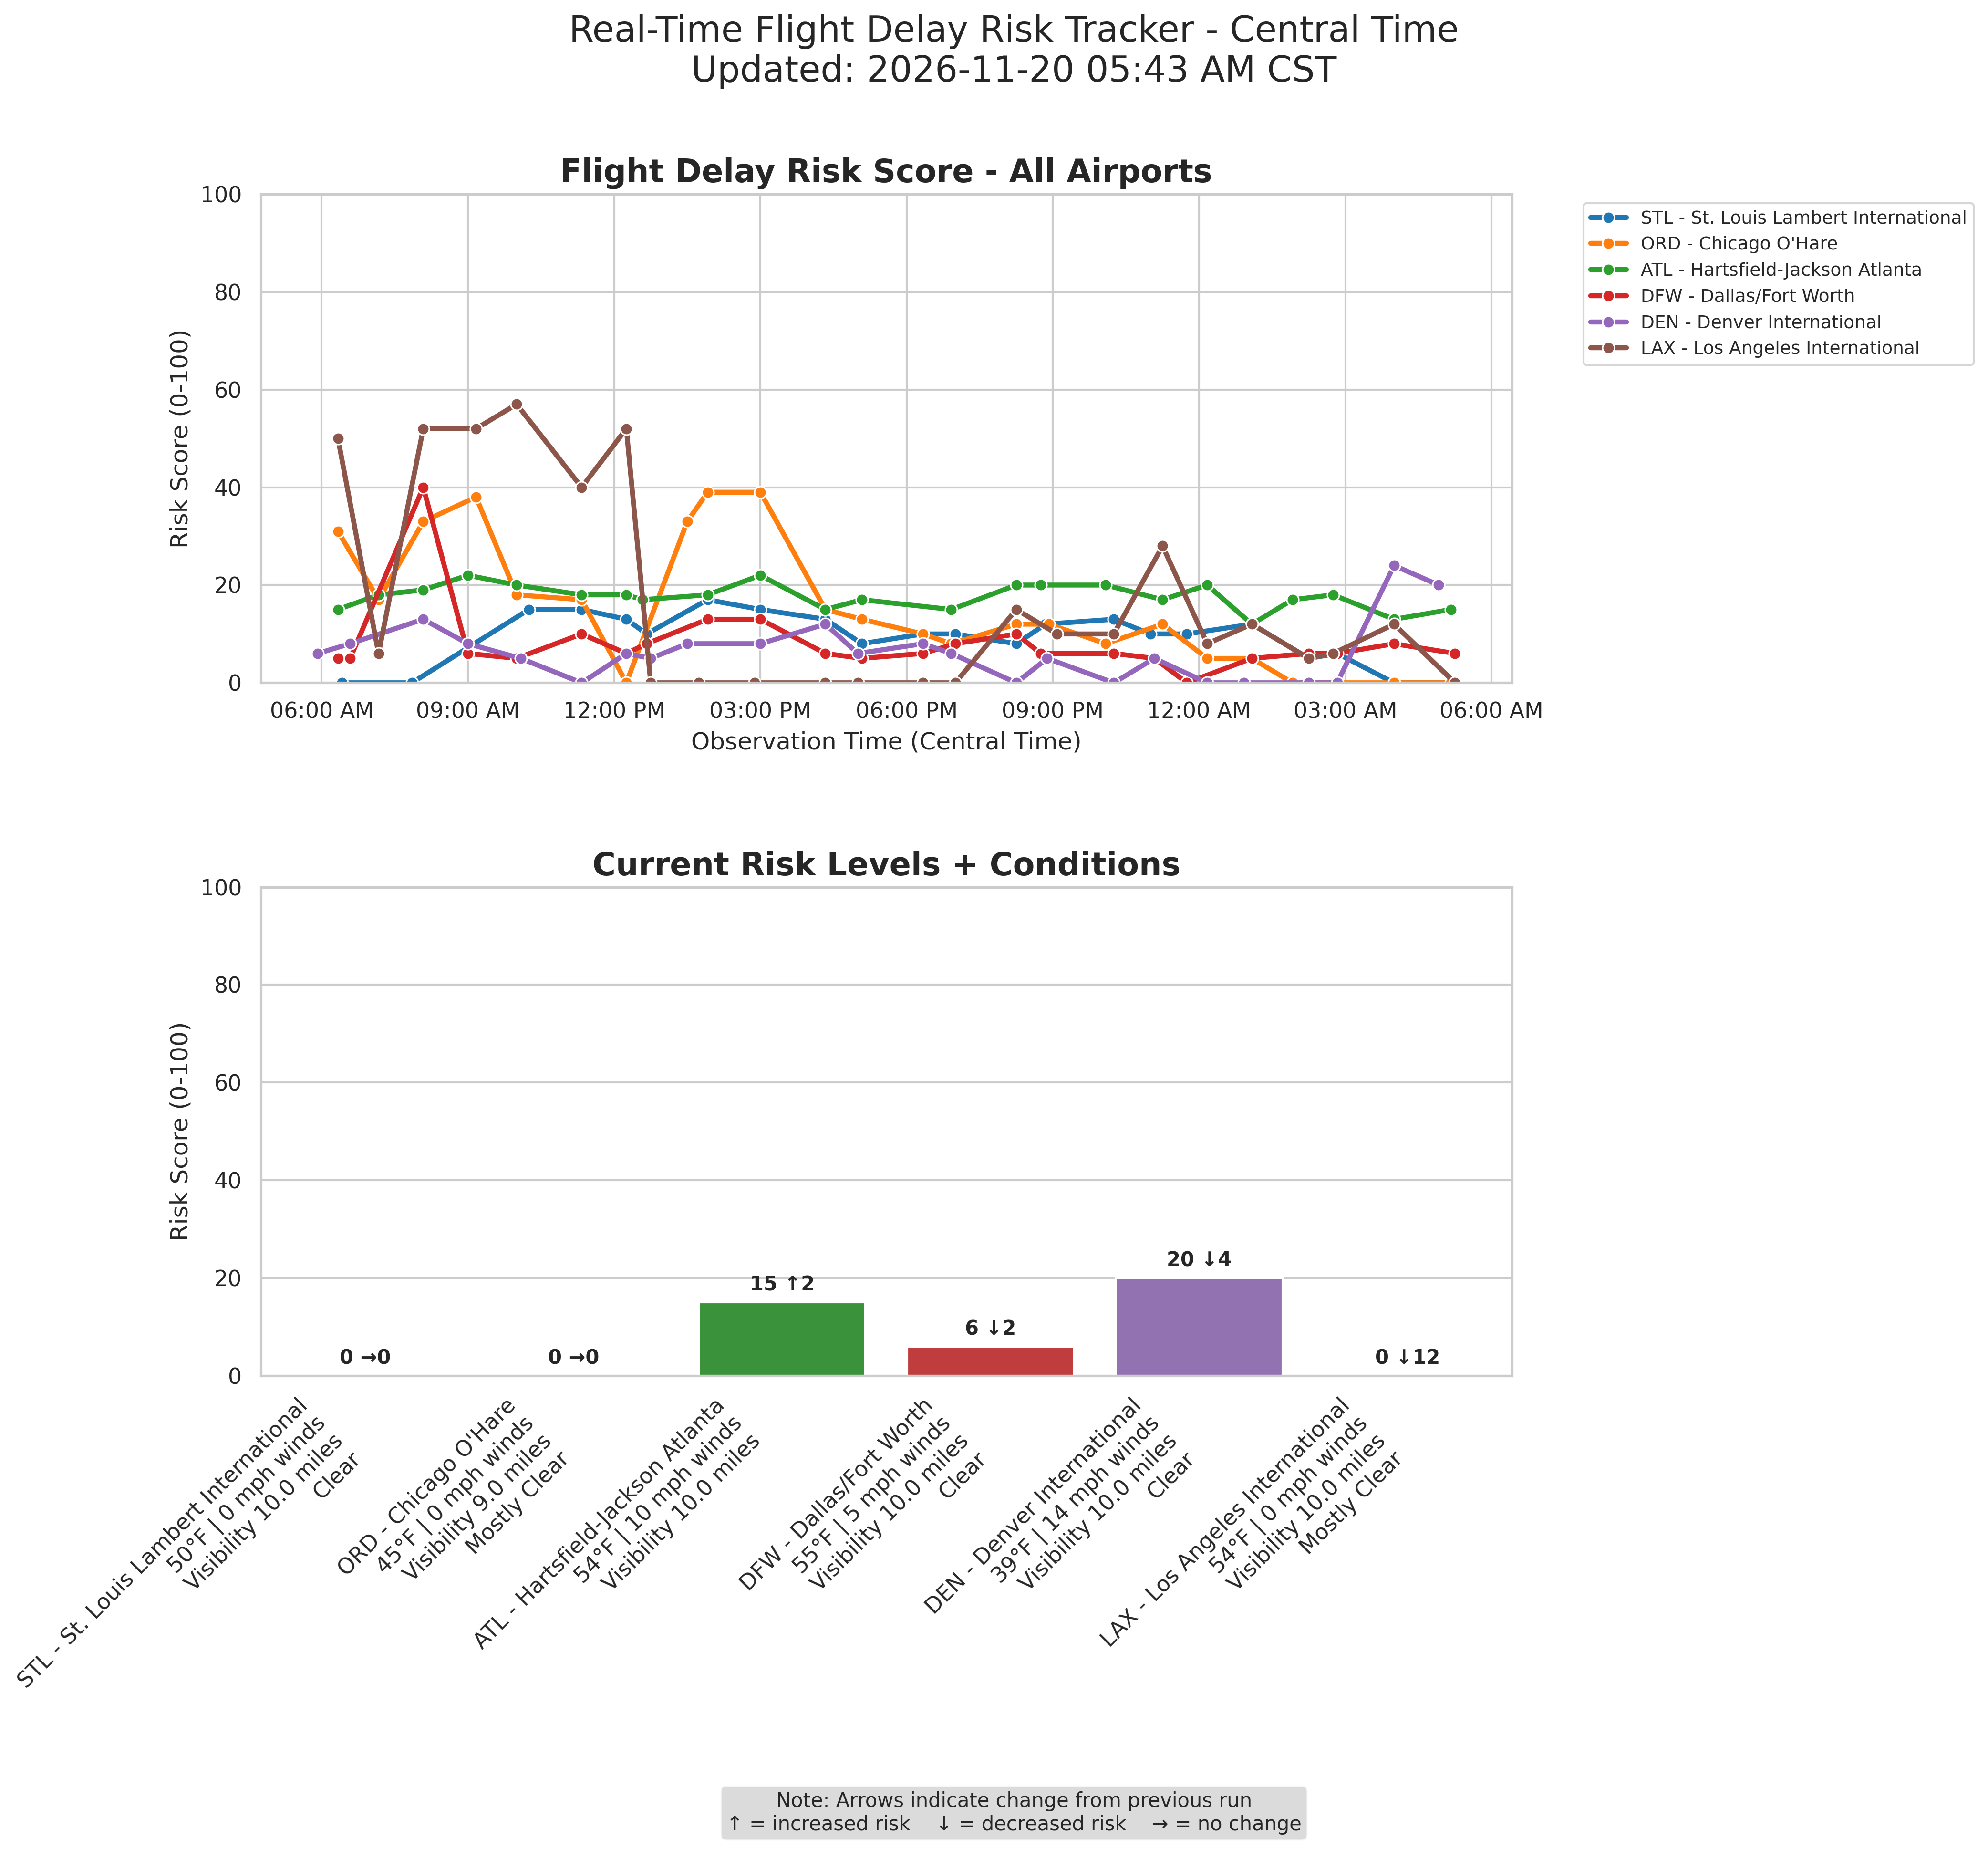 Real-Time Flight Delay Risk Tracker - Central Time
Updated: 2026-11-20 05:43 AM CST
Flight Delay Risk Score - All Airports
100
80
60
40
20
0
Risk Score (0-100)
06:00 AM
09:00 AM
12:00 PM
03:00 PM
06:00 PM
09:00 PM
12:00 AM
03:00 AM
06:00 AM
Observation Time (Central Time)
STL - St. Louis Lambert International
ORD - Chicago O'Hare
ATL - Hartsfield-Jackson Atlanta
DFW - Dallas/Fort Worth
DEN - Denver International
LAX - Los Angeles International
Current Risk Levels + Conditions
100
80
60
40
20
0
Risk Score (0-100)
0 →0
0 →0
15 ↑2
6 ↓2
20 ↓4
0 ↓12
STL - St. Louis Lambert International
50°F | 0 mph winds
Visibility 10.0 miles
Clear
ORD - Chicago O'Hare
45°F | 0 mph winds
Visibility 9.0 miles
Mostly Clear
ATL - Hartsfield-Jackson Atlanta
54°F | 10 mph winds
Visibility 10.0 miles
DFW - Dallas/Fort Worth
55°F | 5 mph winds
Visibility 10.0 miles
Clear
DEN - Denver International
39°F | 14 mph winds
Visibility 10.0 miles
Clear
LAX - Los Angeles International
54°F | 0 mph winds
Visibility 10.0 miles
Mostly Clear
Note: Arrows indicate change from previous run
↑ = increased risk    ↓ = decreased risk    → = no change